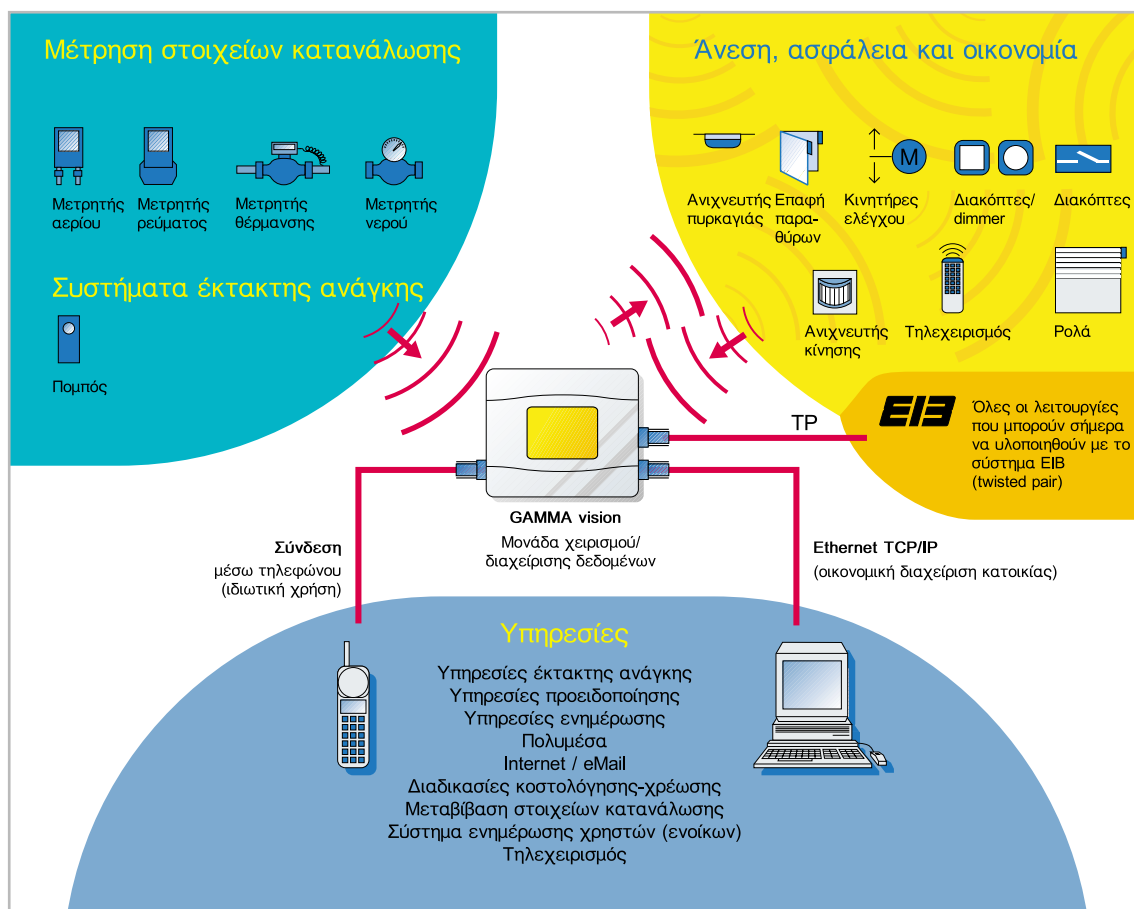 Μέτρηση στοιχείων κατανάλωσης
Μετρητής
αερίου
Μετρητής
ρεύματος
Μετρητής
θέρμανσης
Μετρητής
νερού
Συστήματα έκτακτης ανάγκης
Πομπός
Άνεση, ασφάλεια και οικονομία
M
Ανιχνευτής
πυρκαγιάς
Επαφή
παρα-
θύρων
Κινητήρες
ελέγχου
Διακόπτες/
dimmer
Διακόπτες
Ανιχνευτής
κίνησης
Τηλεχειρισμός
Ρολά
TP
EIB
Όλες οι λειτουργίες
που μπορούν σήμερα
να υλοποιηθούν με το
σύστημα EIB
(twisted pair)
GAMMA vision
Μονάδα χειρισμού/
διαχείρισης δεδομένων
Σύνδεση
μέσω τηλεφώνου
(ιδιωτική χρήση)
Ethernet TCP/IP
(οικονομική διαχείριση κατοικίας)
Υπηρεσίες
Υπηρεσίες έκτακτης ανάγκης
Υπηρεσίες προειδοποίησης
Υπηρεσίες ενημέρωσης
Πολυμέσα
Internet / eMail
Διαδικασίες κοστολόγησης-χρέωσης
Μεταβίβαση στοιχείων κατανάλωσης
Σύστημα ενημέρωσης χρηστών (ενοίκων)
Τηλεχειρισμός